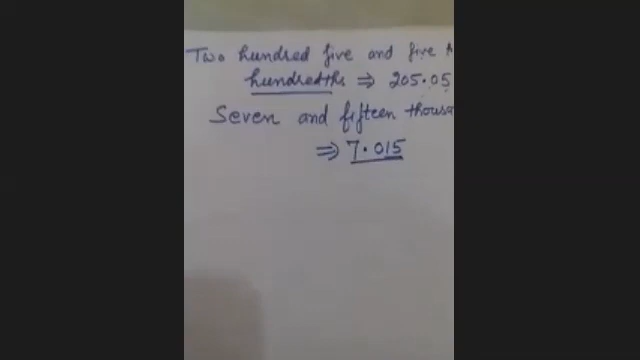 Two hundred five and five
hundredths ⇒ 205.05
Seven and fifteen
⇒ 7.015